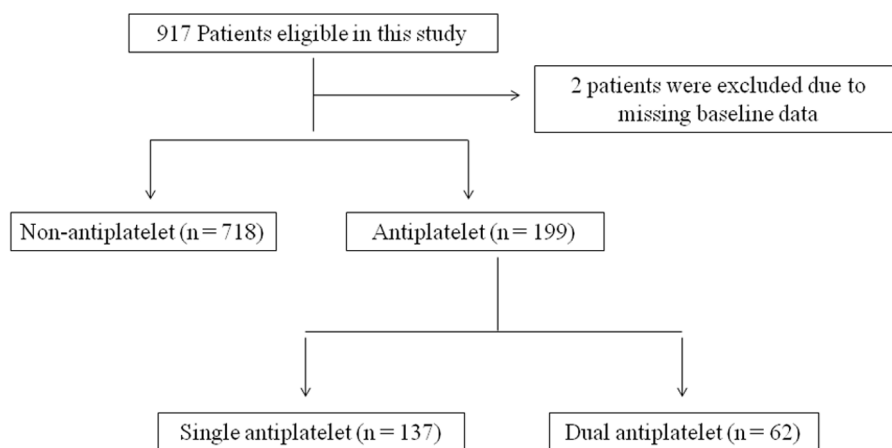 917 Patients eligible in this study
2 patients were excluded due to
missing baseline data
Non-antiplatelet (n = 718)
Antiplatelet (n = 199)
Single antiplatelet (n = 137)
Dual antiplatelet (n = 62)